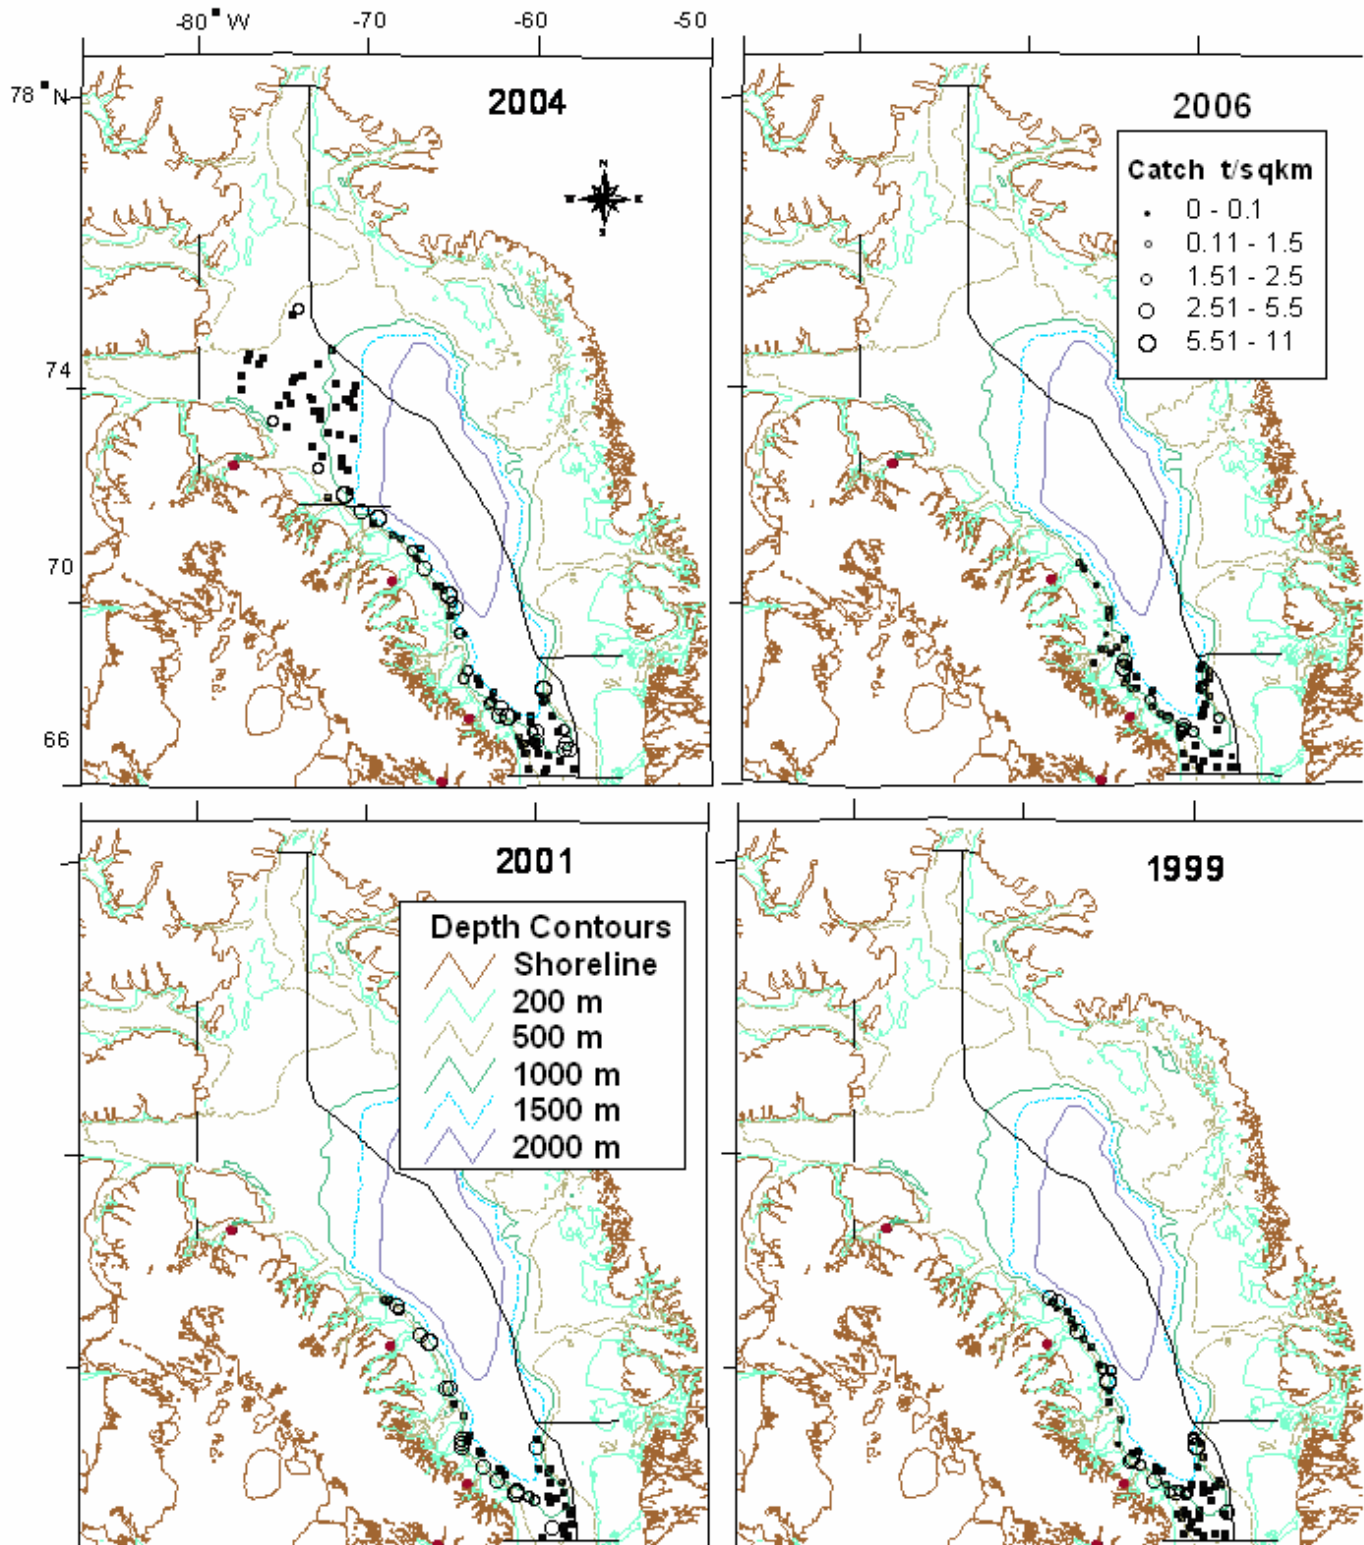 -80° W -70 -60 -50
78°N
74
70
66
2004
N
S
2006
Catch t/sqkm
0 - 0.1
0.11 - 1.5
1.51 - 2.5
2.51 - 5.5
5.51 - 11
2001
Depth Contours
Shoreline
200 m
500 m
1000 m
1500 m
2000 m
1999